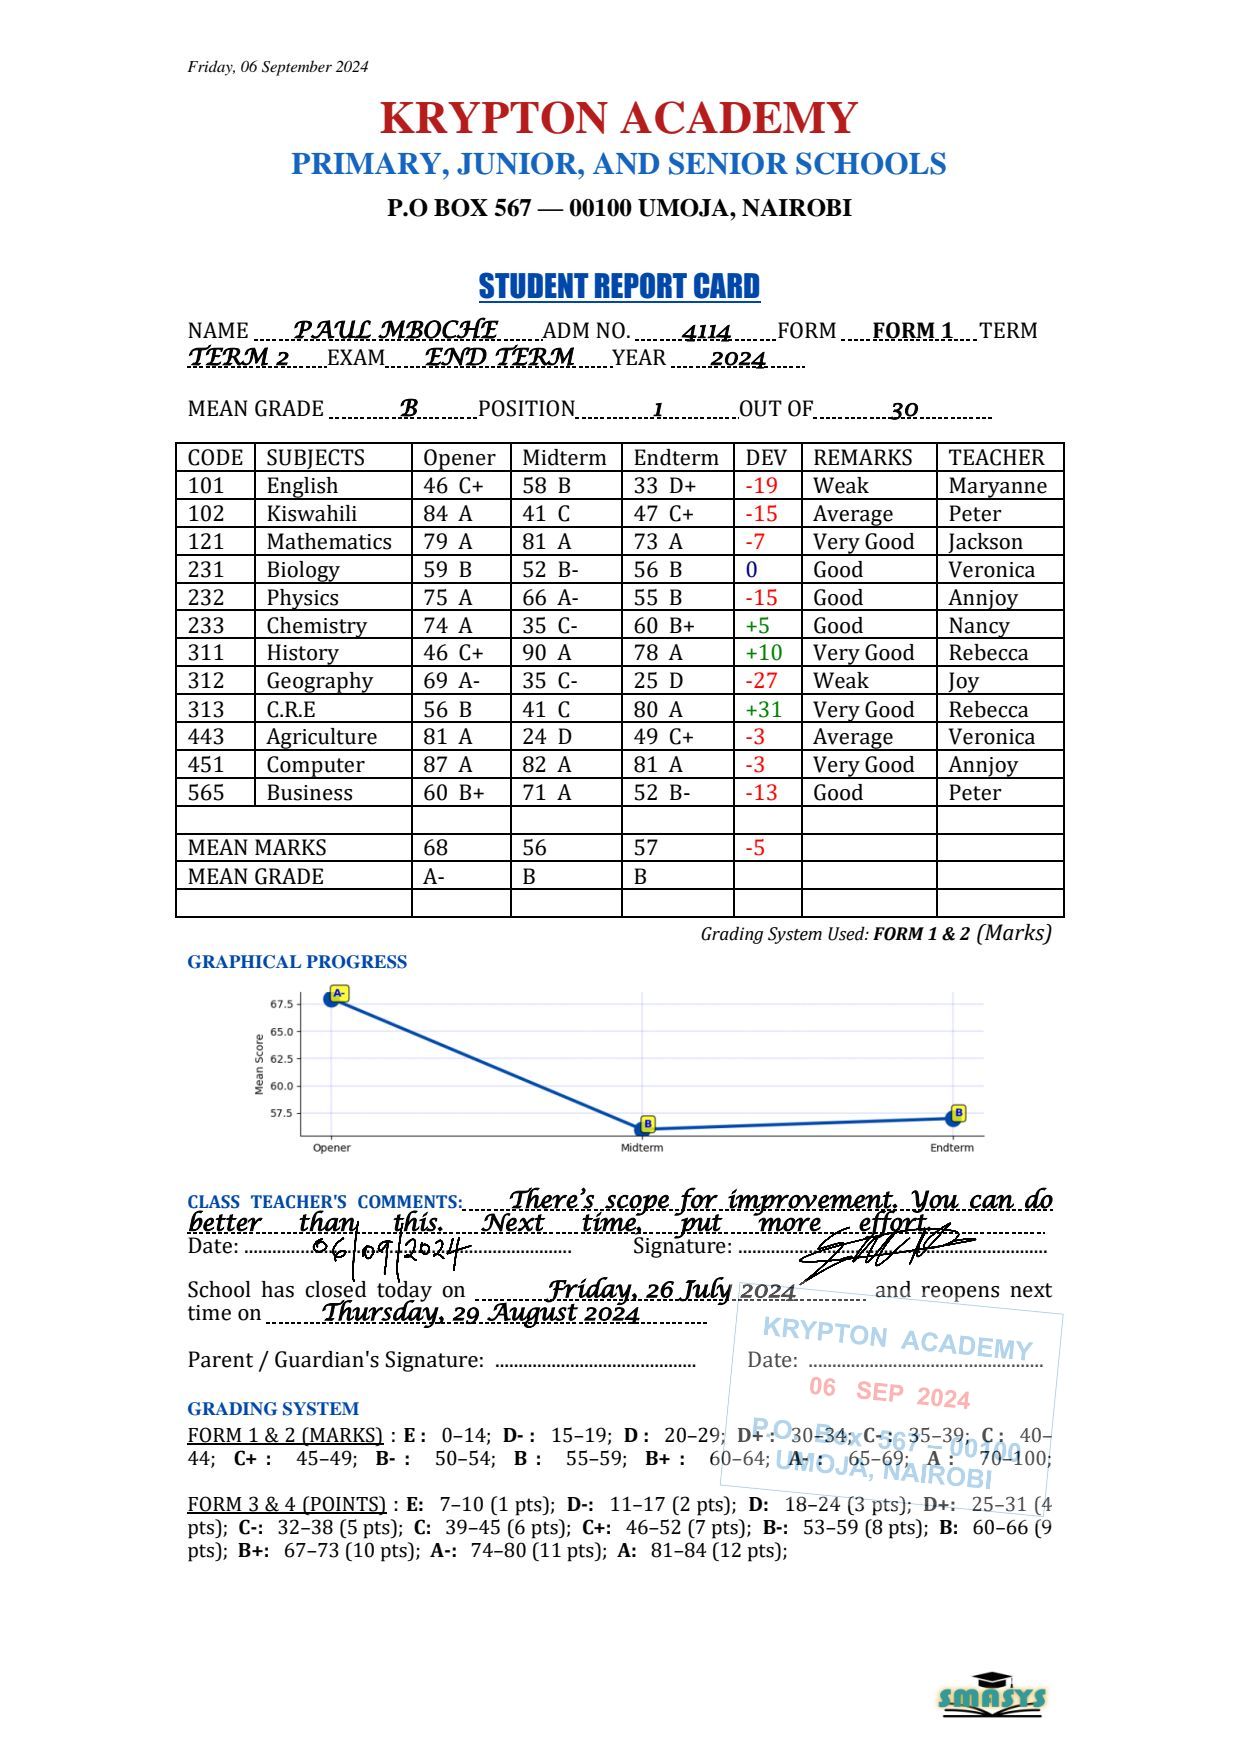 Friday, 06 September 2024
KRYPTON ACADEMY
PRIMARY, JUNIOR, AND SENIOR SCHOOLS
P.O BOX 567 — 00100 UMOJA, NAIROBI
STUDENT REPORT CARD
NAME PAUL MBOCHE ADM NO. 4114 FORM FORM 1 TERM
TERM 2 EXAM END TERM YEAR 2024
MEAN GRADE B POSITION 1 OUT OF 30
CODE SUBJECTS Opener Midterm Endterm DEV REMARKS TEACHER
101 English 46 C+ 58 B 33 D+ -19 Weak Maryanne
102 Kiswahili 84 A 41 C 47 C+ -15 Average Peter
121 Mathematics 79 A 81 A 73 A -7 Very Good Jackson
231 Biology 59 B 52 B- 56 B 0 Good Veronica
232 Physics 75 A 66 A- 55 B -15 Good Annjoy
233 Chemistry 74 A 35 C- 60 B+ +5 Good Nancy
311 History 46 C+ 90 A 78 A +10 Very Good Rebecca
312 Geography 69 A- 35 C- 25 D -27 Weak Joy
313 C.R.E 56 B 41 C 80 A +31 Very Good Rebecca
443 Agriculture 81 A 24 D 49 C+ -3 Average Veronica
451 Computer 87 A 82 A 81 A -3 Very Good Annjoy
565 Business 60 B+ 71 A 52 B- -13 Good Peter
MEAN MARKS 68 56 57 -5
MEAN GRADE A- B B
Grading System Used: FORM 1 & 2 (Marks)
GRAPHICAL PROGRESS
Mean Score
67.5
65.0
62.5
60.0
57.5
A-
B
B
Opener Midterm Endterm
CLASS TEACHER'S COMMENTS: There's scope for improvement. You can do
better than this. Next time, put more effort.
Date: 06/09/2024 Signature:
School has closed today on Friday, 26 July 2024 and reopens next
time on Thursday, 29 August 2024
Parent / Guardian's Signature: Date:
KRYPTON ACADEMY
06 SEP 2024
P.O. Box 567 – 00100
UMOJA, NAIROBI
GRADING SYSTEM
FORM 1 & 2 (MARKS) : E : 0–14; D- : 15–19; D : 20–29; D+ : 30–34; C- : 35–39; C : 40–
44; C+ : 45–49; B- : 50–54; B : 55–59; B+ : 60–64; A- : 65–69; A : 70–100;
FORM 3 & 4 (POINTS) : E: 7–10 (1 pts); D-: 11–17 (2 pts); D: 18–24 (3 pts); D+: 25–31 (4
pts); C-: 32–38 (5 pts); C: 39–45 (6 pts); C+: 46–52 (7 pts); B-: 53–59 (8 pts); B: 60–66 (9
pts); B+: 67–73 (10 pts); A-: 74–80 (11 pts); A: 81–84 (12 pts);
SMASYS